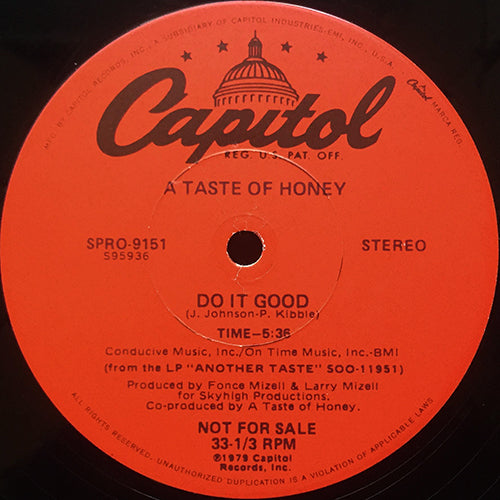 MFG. BY CAPITOL RECORDS, INC., A SUBSIDIARY OF CAPITOL INDUSTRIES-EMI, INC., U.S.A.
Capitol
MARCA REG.
Capitol
REG. U.S. PAT. OFF.
A TASTE OF HONEY
SPRO-9151
S95936
STEREO
DO IT GOOD
(J. Johnson-P. Kibble)
TIME-5:36
Conducive Music, Inc./On Time Music, Inc.-BMI
(from the LP "ANOTHER TASTE" SOO-11951)
Produced by Fonce Mizell & Larry Mizell
for Skyhigh Productions.
Co-produced by A Taste of Honey.
NOT FOR SALE
33-1/3 RPM
℗1979 Capitol
Records, Inc.
ALL RIGHTS RESERVED. UNAUTHORIZED DUPLICATION IS A VIOLATION OF APPLICABLE LAWS